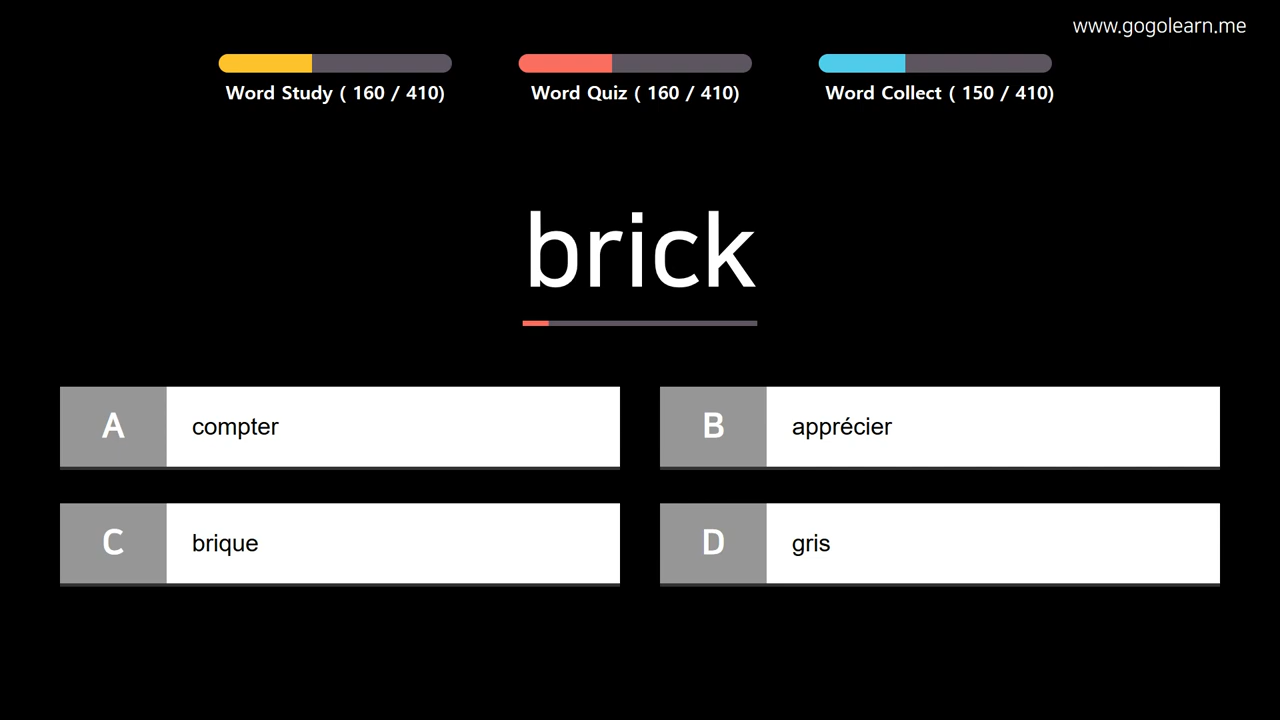 www.gogolearn.me
Word Study ( 160 / 410)
Word Quiz ( 160 / 410)
Word Collect ( 150 / 410)
brick
A compter
B apprécier
C brique
D gris